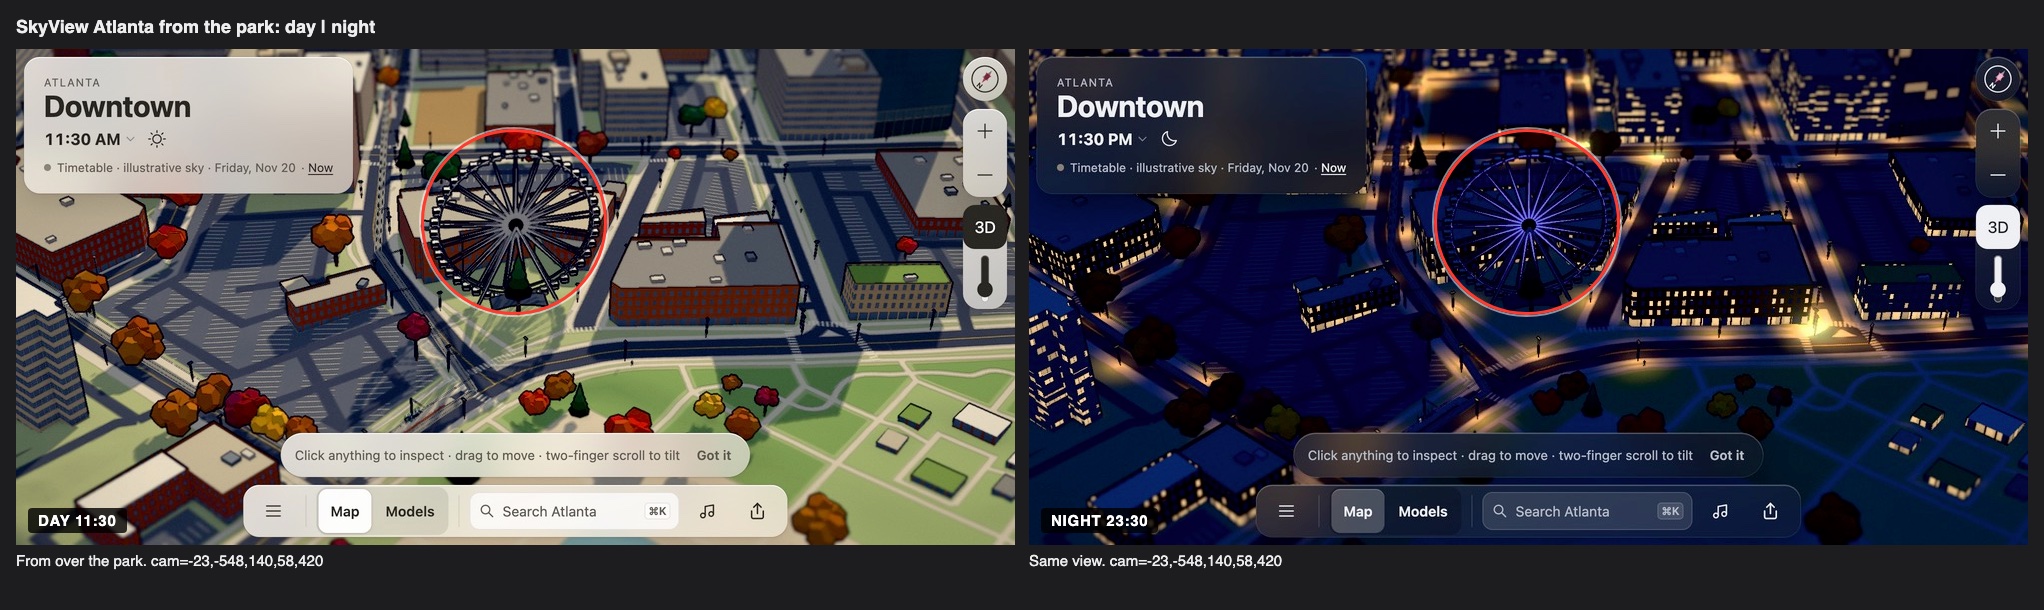 SkyView Atlanta from the park: day | night
ATLANTA
Downtown
11:30 AM
Timetable · illustrative sky · Friday, Nov 20 · Now
N
+
−
3D
Click anything to inspect · drag to move · two-finger scroll to tilt Got it
Map Models Search Atlanta ⌘K
DAY 11:30
From over the park. cam=-23,-548,140,58,420
ATLANTA
Downtown
11:30 PM
Timetable · illustrative sky · Friday, Nov 20 · Now
N
+
−
3D
Click anything to inspect · drag to move · two-finger scroll to tilt Got it
Map Models Search Atlanta ⌘K
NIGHT 23:30
Same view. cam=-23,-548,140,58,420